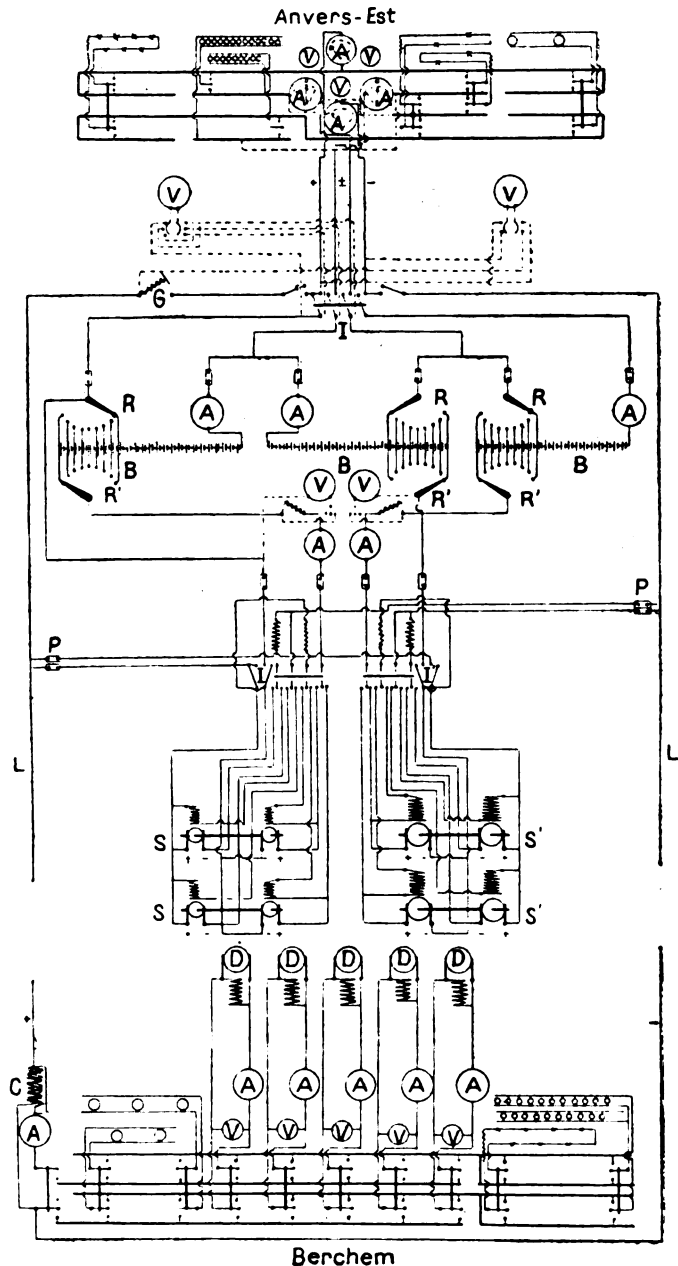 Anvers-Est
V A V
V
A A
A
+ ± -
V V
G
I
A A A
R R R
B B B
R' R' R'
V V
A A
P
P
I I
L L
S S'
S S'
D D D D D
+ -
C
A A A A A
A
V V V V V
Berchem